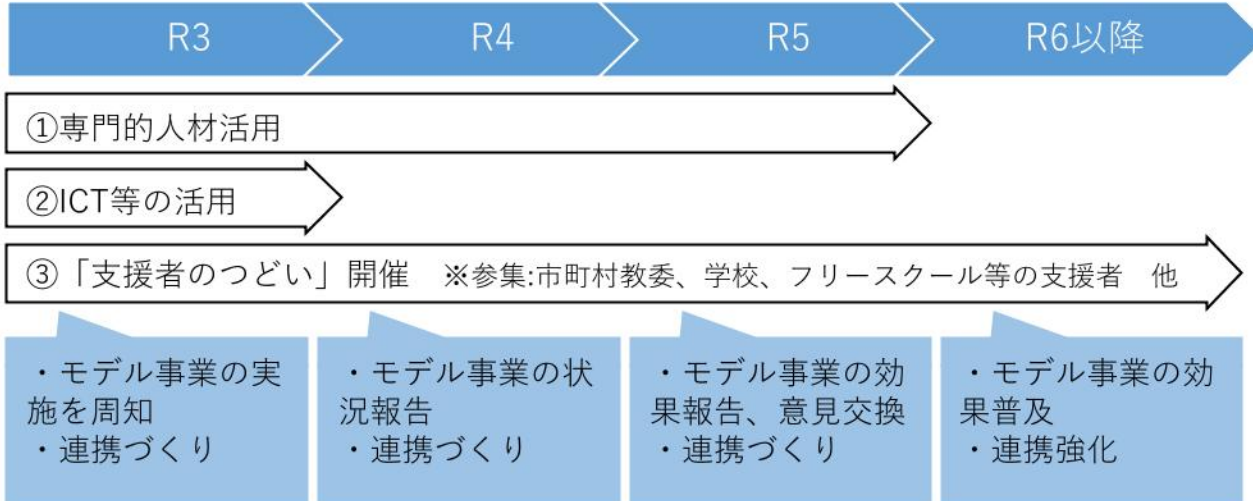 R3
R4
R5
R6以降
①専門的人材活用
②ICT等の活用
③「支援者のつどい」開催　※参集:市町村教委、学校、フリースクール等の支援者　他
・モデル事業の実
施を周知
・連携づくり
・モデル事業の状
況報告
・連携づくり
・モデル事業の効
果報告、意見交換
・連携づくり
・モデル事業の効
果普及
・連携強化